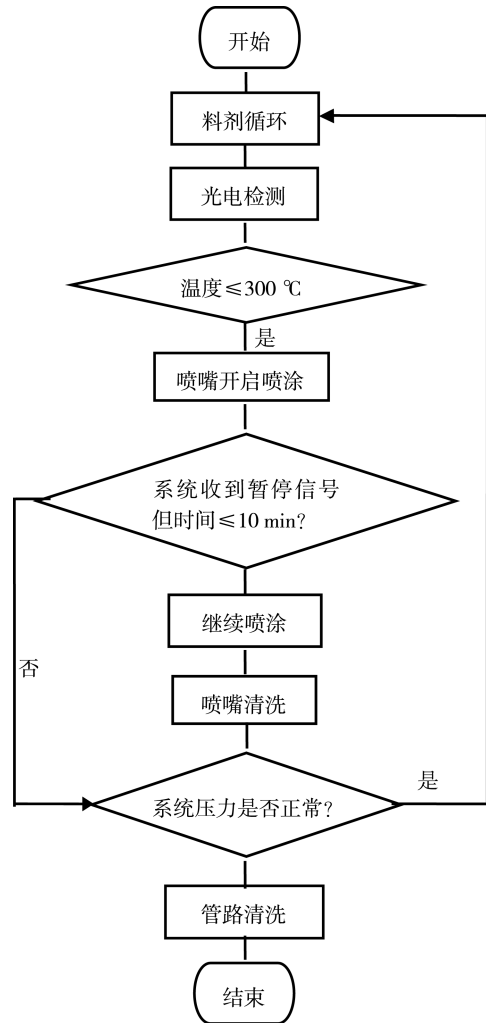 开始
料剂循环
光电检测
温度≤300 ℃
是
喷嘴开启喷涂
系统收到暂停信号
但时间≤10 min?
继续喷涂
否
喷嘴清洗
是
系统压力是否正常?
管路清洗
结束